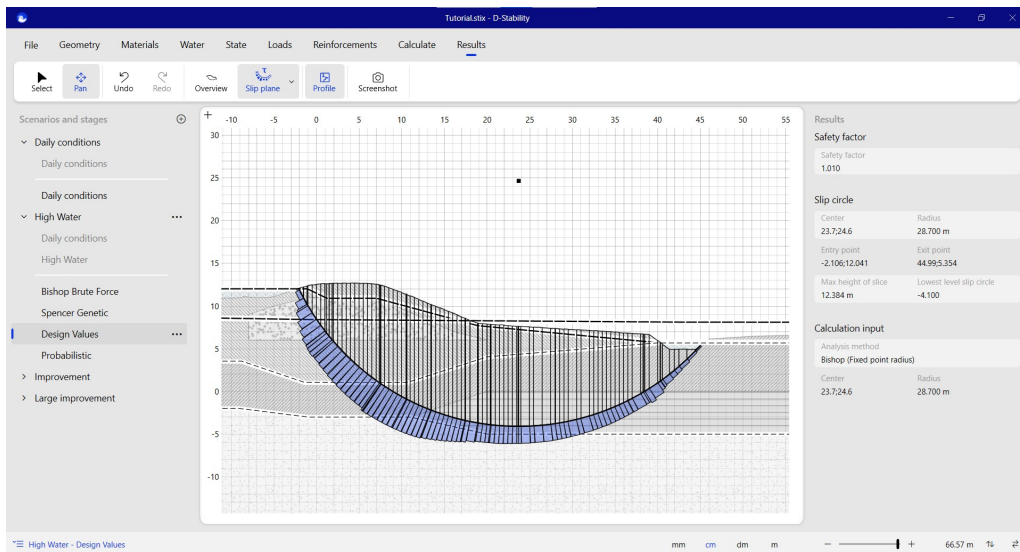 Tutorial.stix - D-Stability
File Geometry Materials Water State Loads Reinforcements Calculate Results
Select Pan Undo Redo Overview Slip plane Profile Screenshot
Scenarios and stages
Daily conditions
Daily conditions
Daily conditions
High Water
Daily conditions
High Water
Bishop Brute Force
Spencer Genetic
Design Values
Probabilistic
Improvement
Large improvement
-10 -5 0 5 10 15 20 25 30 35 40 45 50 55
30
25
20
15
10
5
0
-5
-10
Results
Safety factor
Safety factor
1.010
Slip circle
Center Radius
23.7;24.6 28.700 m
Entry point Exit point
-2.106;12.041 44.99;5.354
Max height of slice Lowest level slip circle
12.384 m -4.100
Calculation input
Analysis method
Bishop (Fixed point radius)
Center Radius
23.7;24.6 28.700 m
High Water - Design Values
mm cm dm m
66.57 m